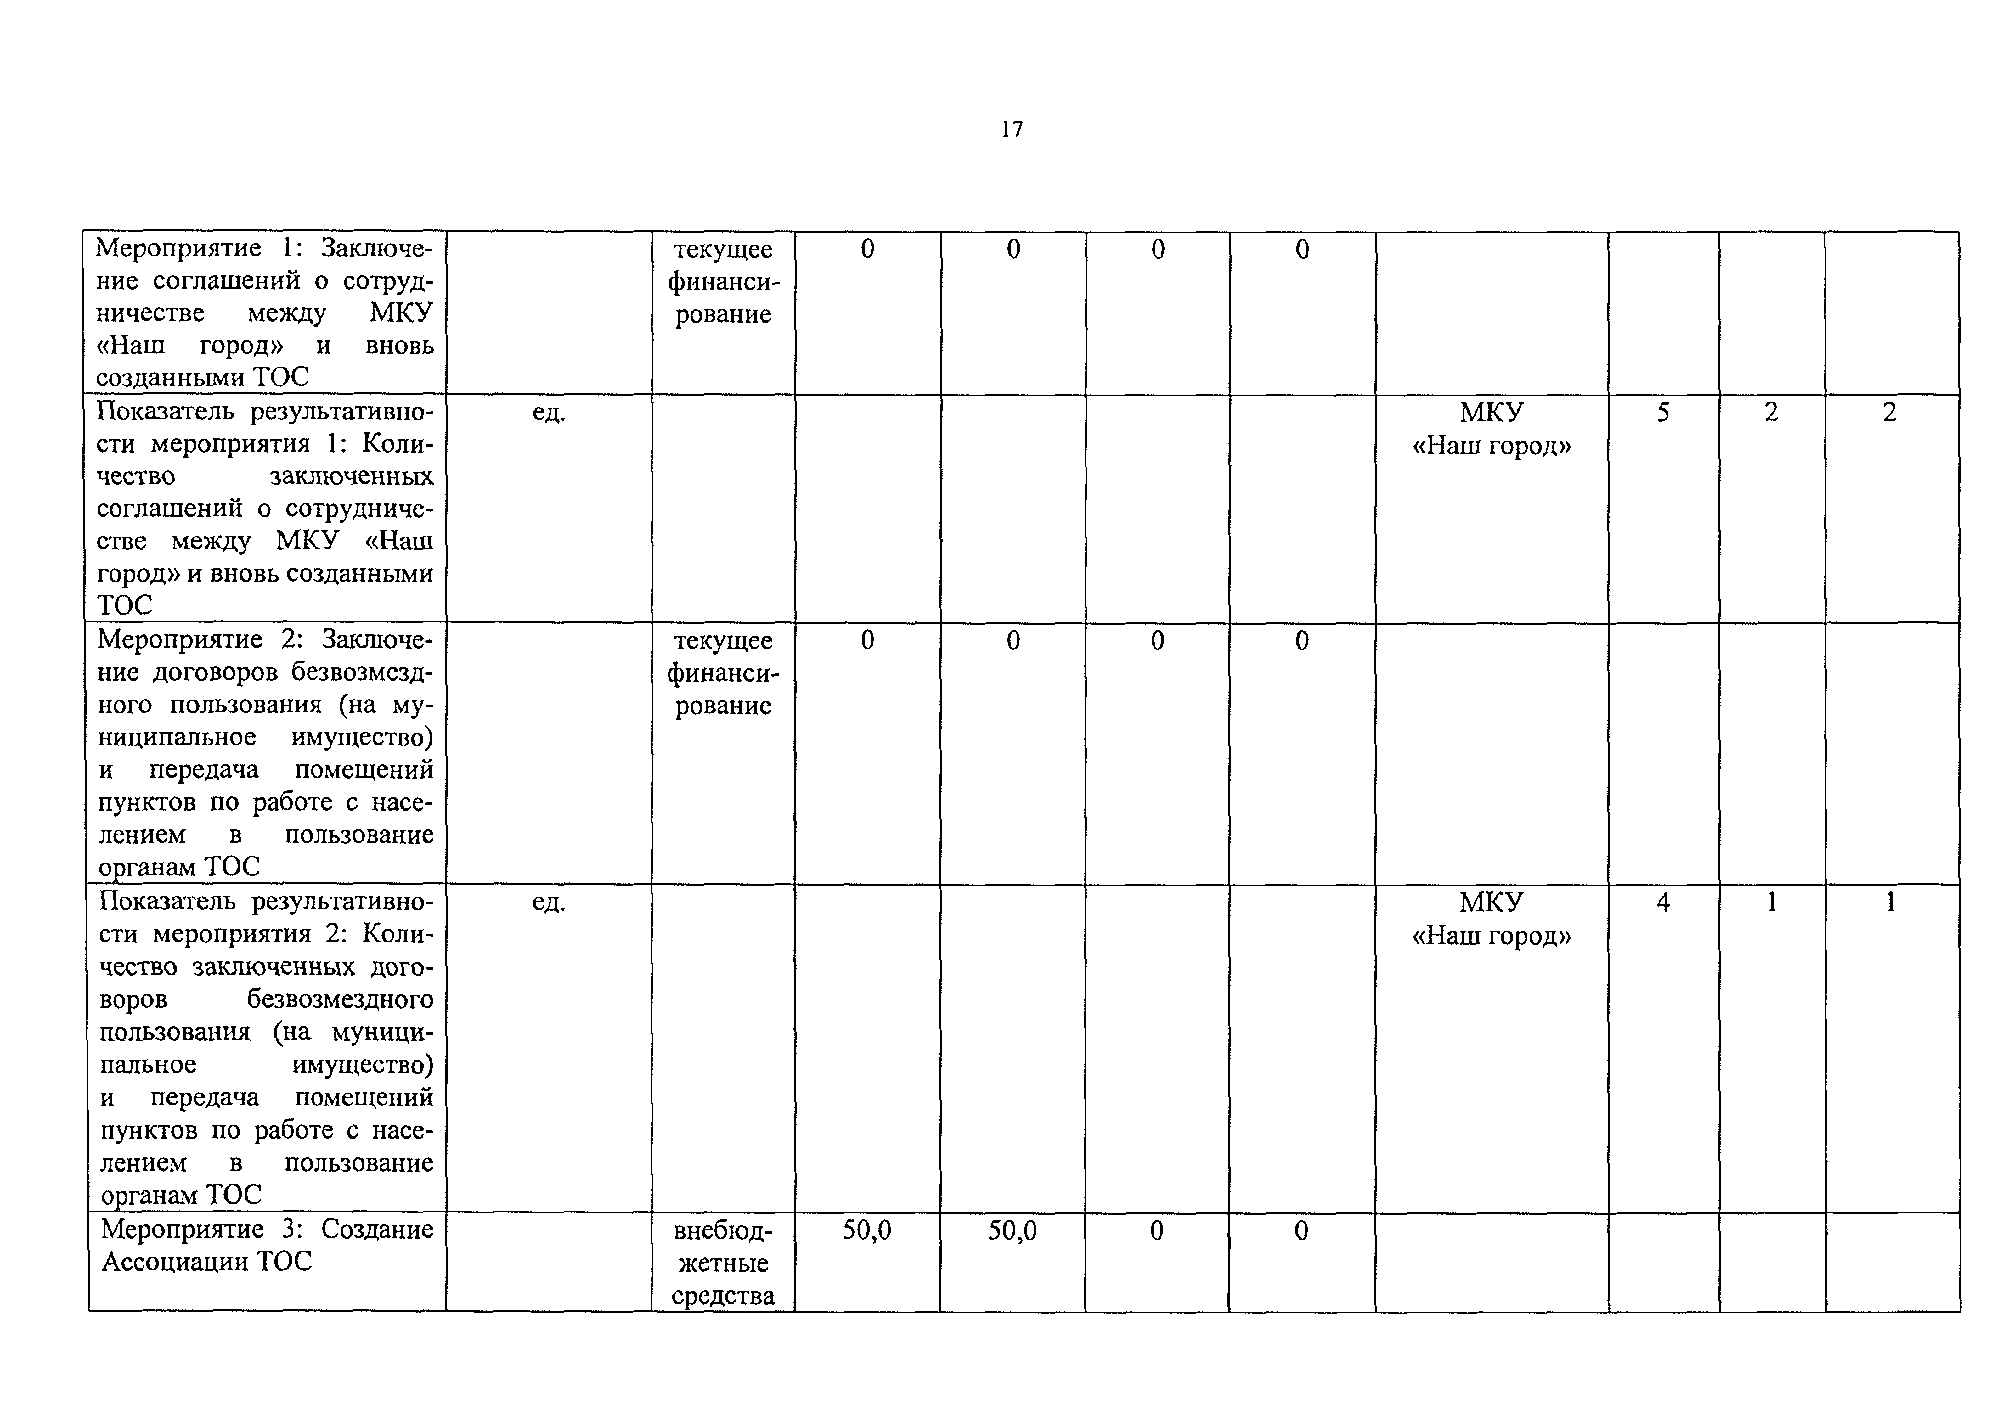 17
Мероприятие 1: Заключе-
ние соглашений о сотруд-
ничестве между МКУ
«Наш город» и вновь
созданными ТОС
текущее
финанси-
рование
0
0
0
0
Показатель результативно-
сти мероприятия 1: Коли-
чество заключенных
соглашений о сотрудниче-
стве между МКУ «Наш
город» и вновь созданными
ТОС
ед.
МКУ
«Наш город»
5
2
2
Мероприятие 2: Заключе-
ние договоров безвозмезд-
ного пользования (на му-
ниципальное имущество)
и передача помещений
пунктов по работе с насе-
лением в пользование
органам ТОС
текущее
финанси-
рование
0
0
0
0
Показатель результативно-
сти мероприятия 2: Коли-
чество заключенных дого-
воров безвозмездного
пользования (на муници-
пальное имущество)
и передача помещений
пунктов по работе с насе-
лением в пользование
органам ТОС
ед.
МКУ
«Наш город»
4
1
1
Мероприятие 3: Создание
Ассоциации ТОС
внебюд-
жетные
средства
50,0
50,0
0
0